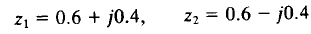 z₁ = 0.6 + j0.4, z₂ = 0.6 − j0.4